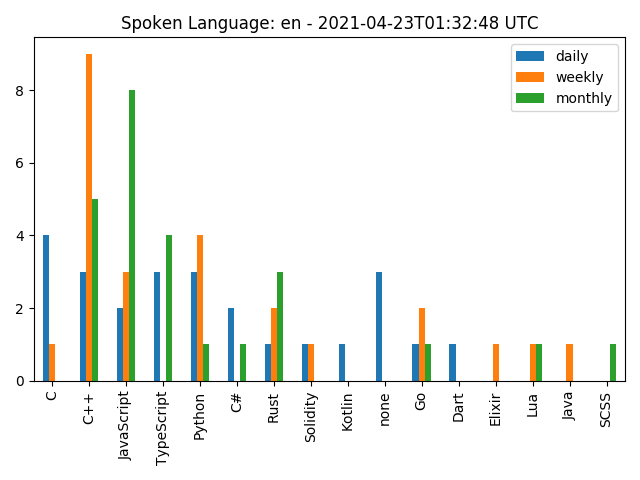 Spoken Language: en - 2021-04-23T01:32:48 UTC
daily
weekly
monthly
8
6
4
2
0
C
C++
JavaScript
TypeScript
Python
C#
Rust
Solidity
Kotlin
none
Go
Dart
Elixir
Lua
Java
SCSS